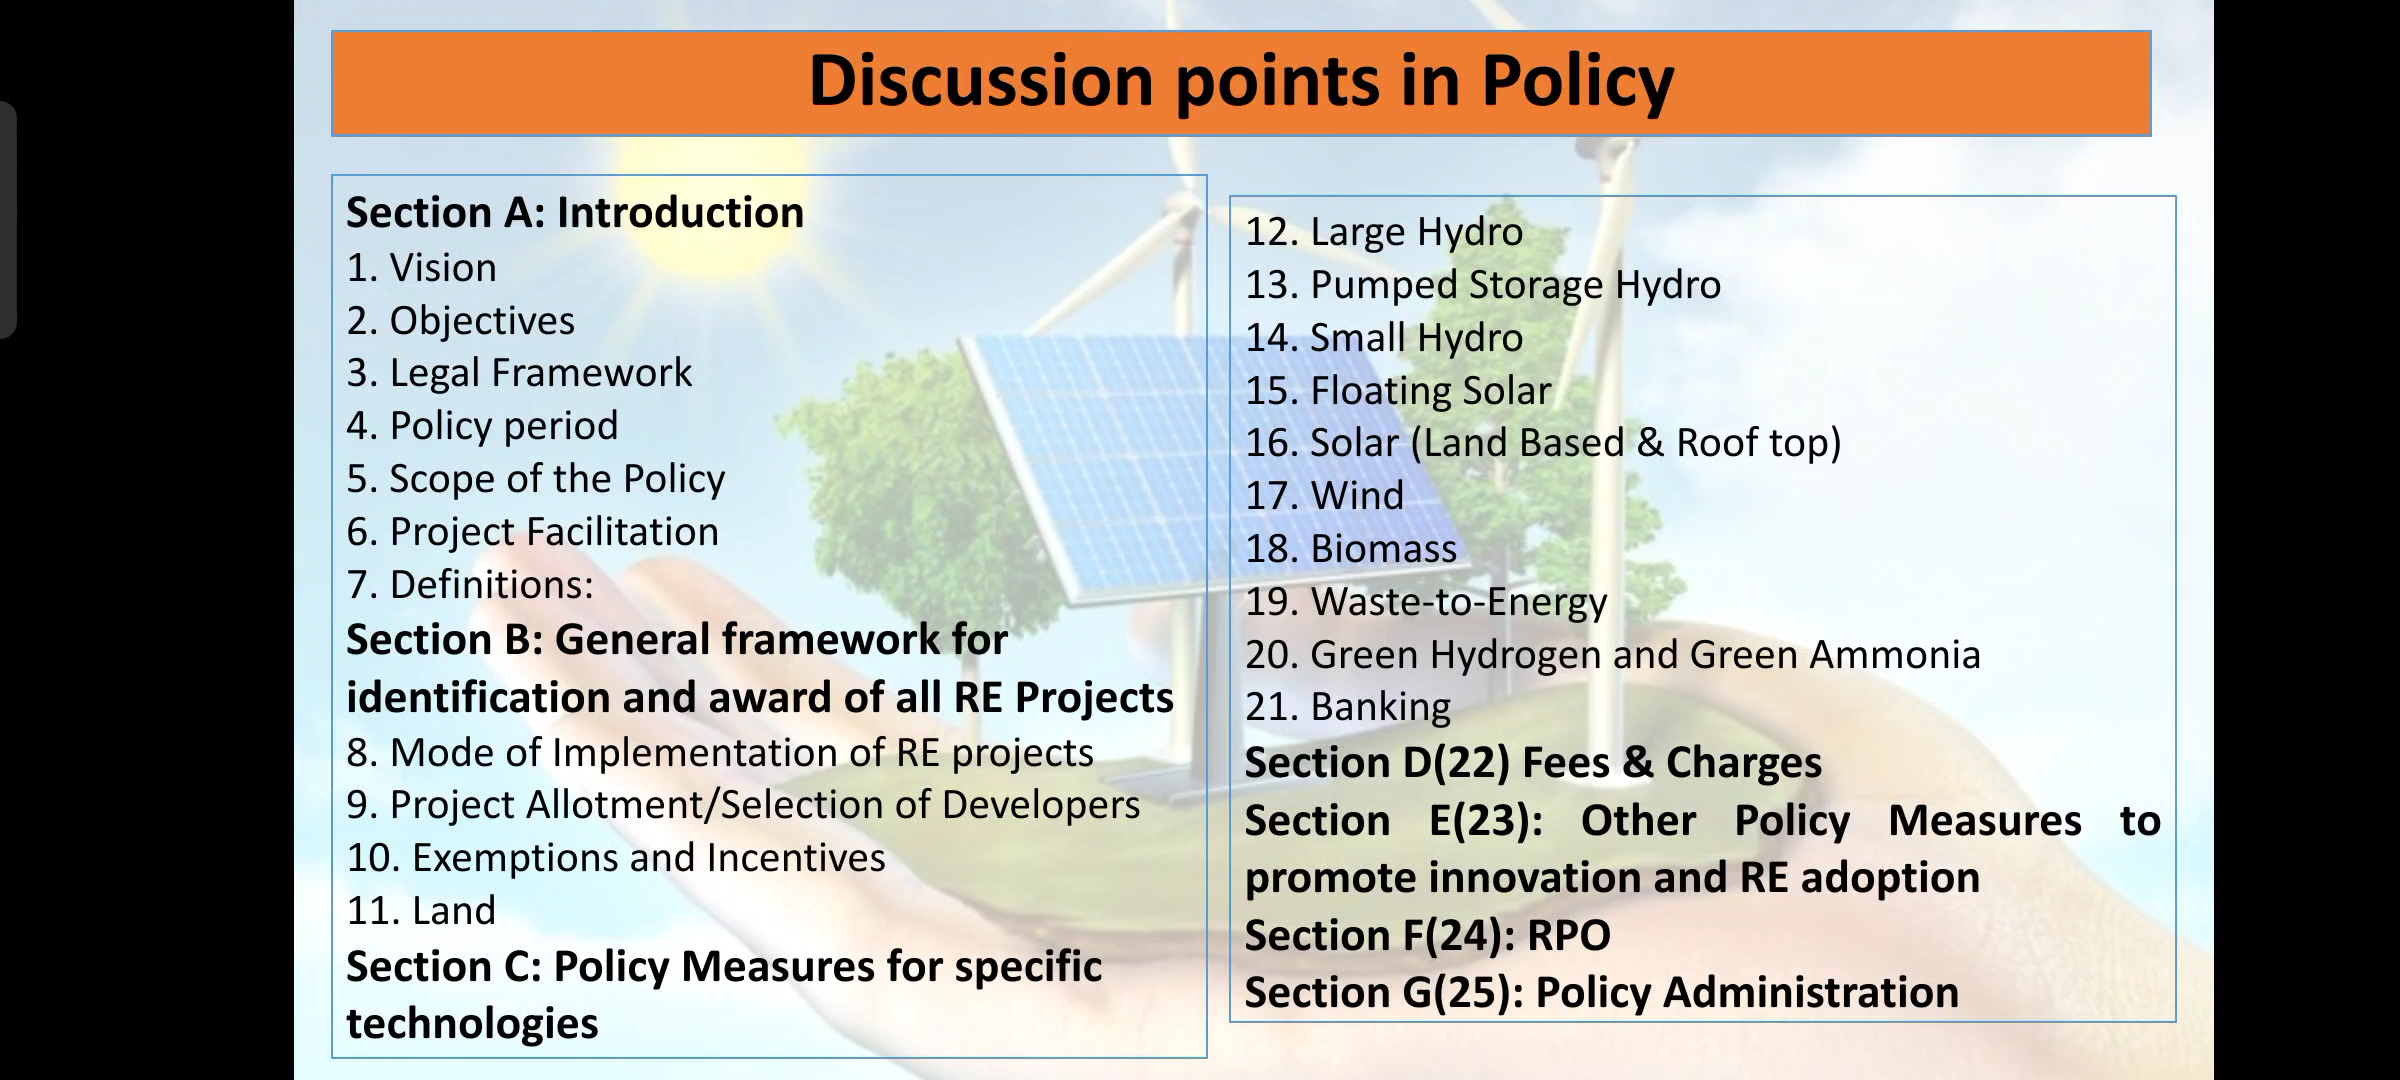 Discussion points in Policy
Section A: Introduction
1. Vision
2. Objectives
3. Legal Framework
4. Policy period
5. Scope of the Policy
6. Project Facilitation
7. Definitions:
Section B: General framework for
identification and award of all RE Projects
8. Mode of Implementation of RE projects
9. Project Allotment/Selection of Developers
10. Exemptions and Incentives
11. Land
Section C: Policy Measures for specific
technologies
12. Large Hydro
13. Pumped Storage Hydro
14. Small Hydro
15. Floating Solar
16. Solar (Land Based & Roof top)
17. Wind
18. Biomass
19. Waste-to-Energy
20. Green Hydrogen and Green Ammonia
21. Banking
Section D(22) Fees & Charges
Section E(23): Other Policy Measures to
promote innovation and RE adoption
Section F(24): RPO
Section G(25): Policy Administration